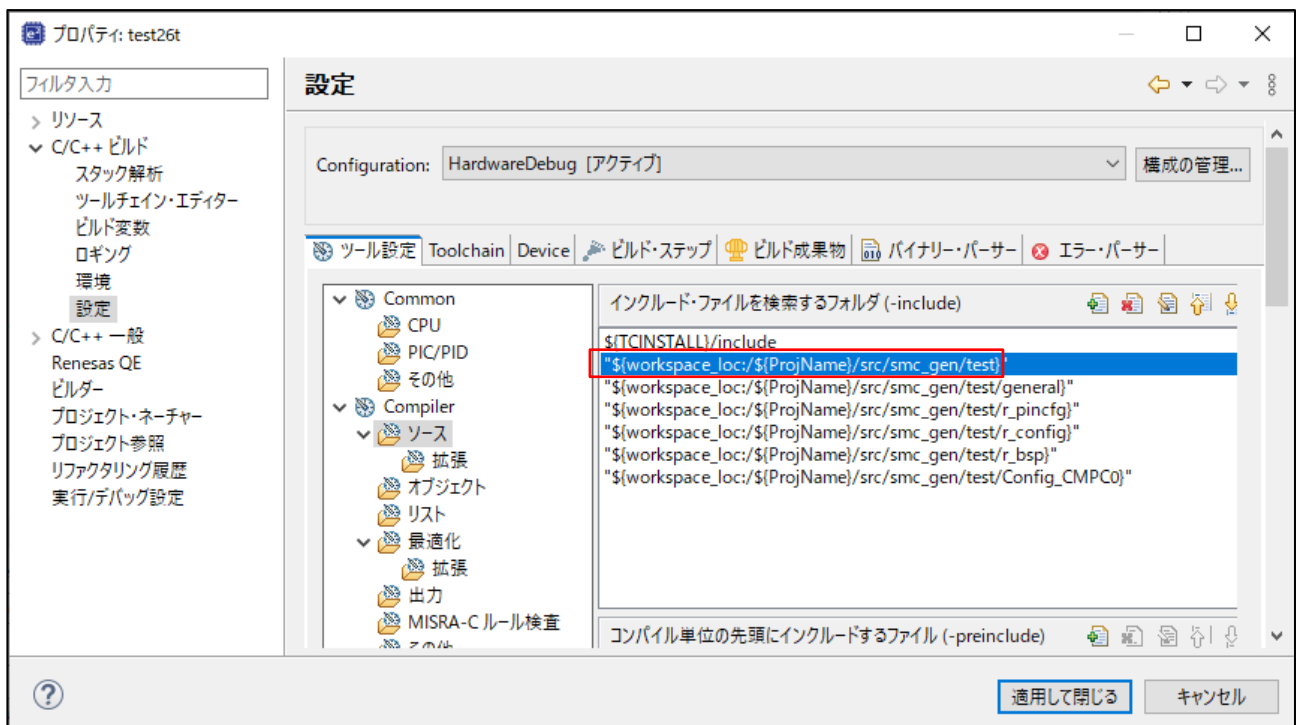 プロパティ: test26t
フィルタ入力
リソース
C/C++ ビルド
スタック解析
ツールチェイン・エディター
ビルド変数
ロギング
環境
設定
C/C++ 一般
Renesas QE
ビルダー
プロジェクト・ネーチャー
プロジェクト参照
リファクタリング履歴
実行/デバッグ設定
設定
Configuration: HardwareDebug [アクティブ] 構成の管理...
ツール設定 Toolchain Device ビルド・ステップ ビルド成果物 バイナリー・パーサー エラー・パーサー
Common
CPU
PIC/PID
その他
Compiler
ソース
拡張
オブジェクト
リスト
最適化
拡張
出力
MISRA-C ルール検査
その他
インクルード・ファイルを検索するフォルダ (-include)
${TCINSTALL}/include
"${workspace_loc:/${ProjName}/src/smc_gen/test}"
"${workspace_loc:/${ProjName}/src/smc_gen/test/general}"
"${workspace_loc:/${ProjName}/src/smc_gen/test/r_pincfg}"
"${workspace_loc:/${ProjName}/src/smc_gen/test/r_config}"
"${workspace_loc:/${ProjName}/src/smc_gen/test/r_bsp}"
"${workspace_loc:/${ProjName}/src/smc_gen/test/Config_CMPC0}"
コンパイル単位の先頭にインクルードするファイル (-preinclude)
適用して閉じる キャンセル